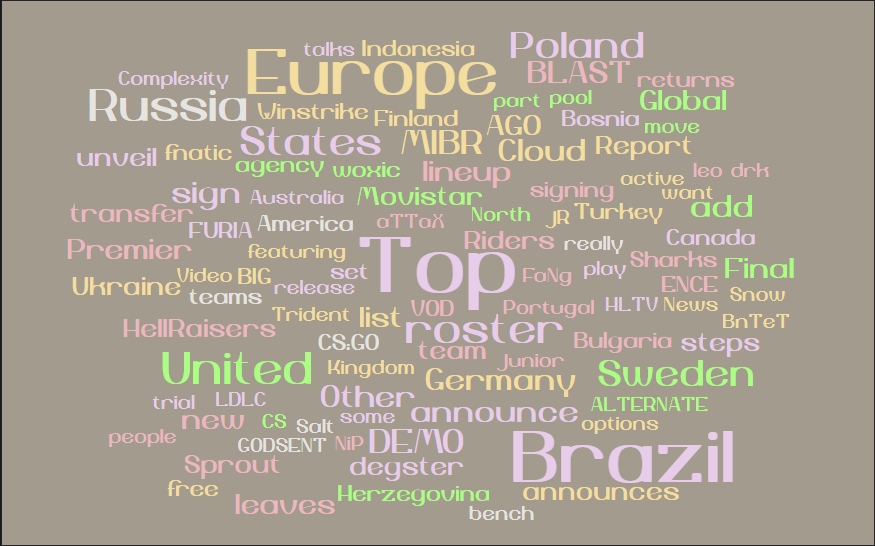 talks Indonesia Poland
Europe
Complexity BLAST returns
Russia Winstrike Finland part pool Global
States MIBR AGO Bosnia move
unveil fnatic Cloud Report
agency woxic lineup leo drk
sign Australia Movistar signing active want
transfer FURIA America aTTaX North JR Turkey add
Premier featuring Top Riders really Canada
Ukraine Video BIG set FaNg play Sharks Final
teams release ENCE
Trident list VOD Portugal HLTV News Snow
HellRaisers roster BnTeT
CS:GO team Bulgaria steps
United Kingdom Junior
Germany Sweden
trial LDLC Other announce ALTERNATE
new CS Salt some options
people GODSENT NiP DEMO Brazil
Sprout degster
free Herzegovina announces
leaves bench